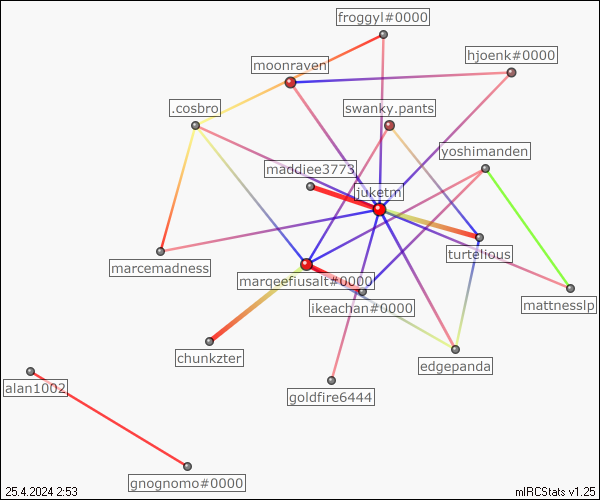 froggyl#0000
hjoenk#0000
moonraven
.cosbro
swanky.pants
yoshimanden
maddiee3773
juketm
turtelious
marcemadness
marqeefiusalt#0000
mattnesslp
ikeachan#0000
chunkzter
edgepanda
alan1002
goldfire6444
gnognomo#0000
25.4.2024 2:53
mIRCStats v1.25